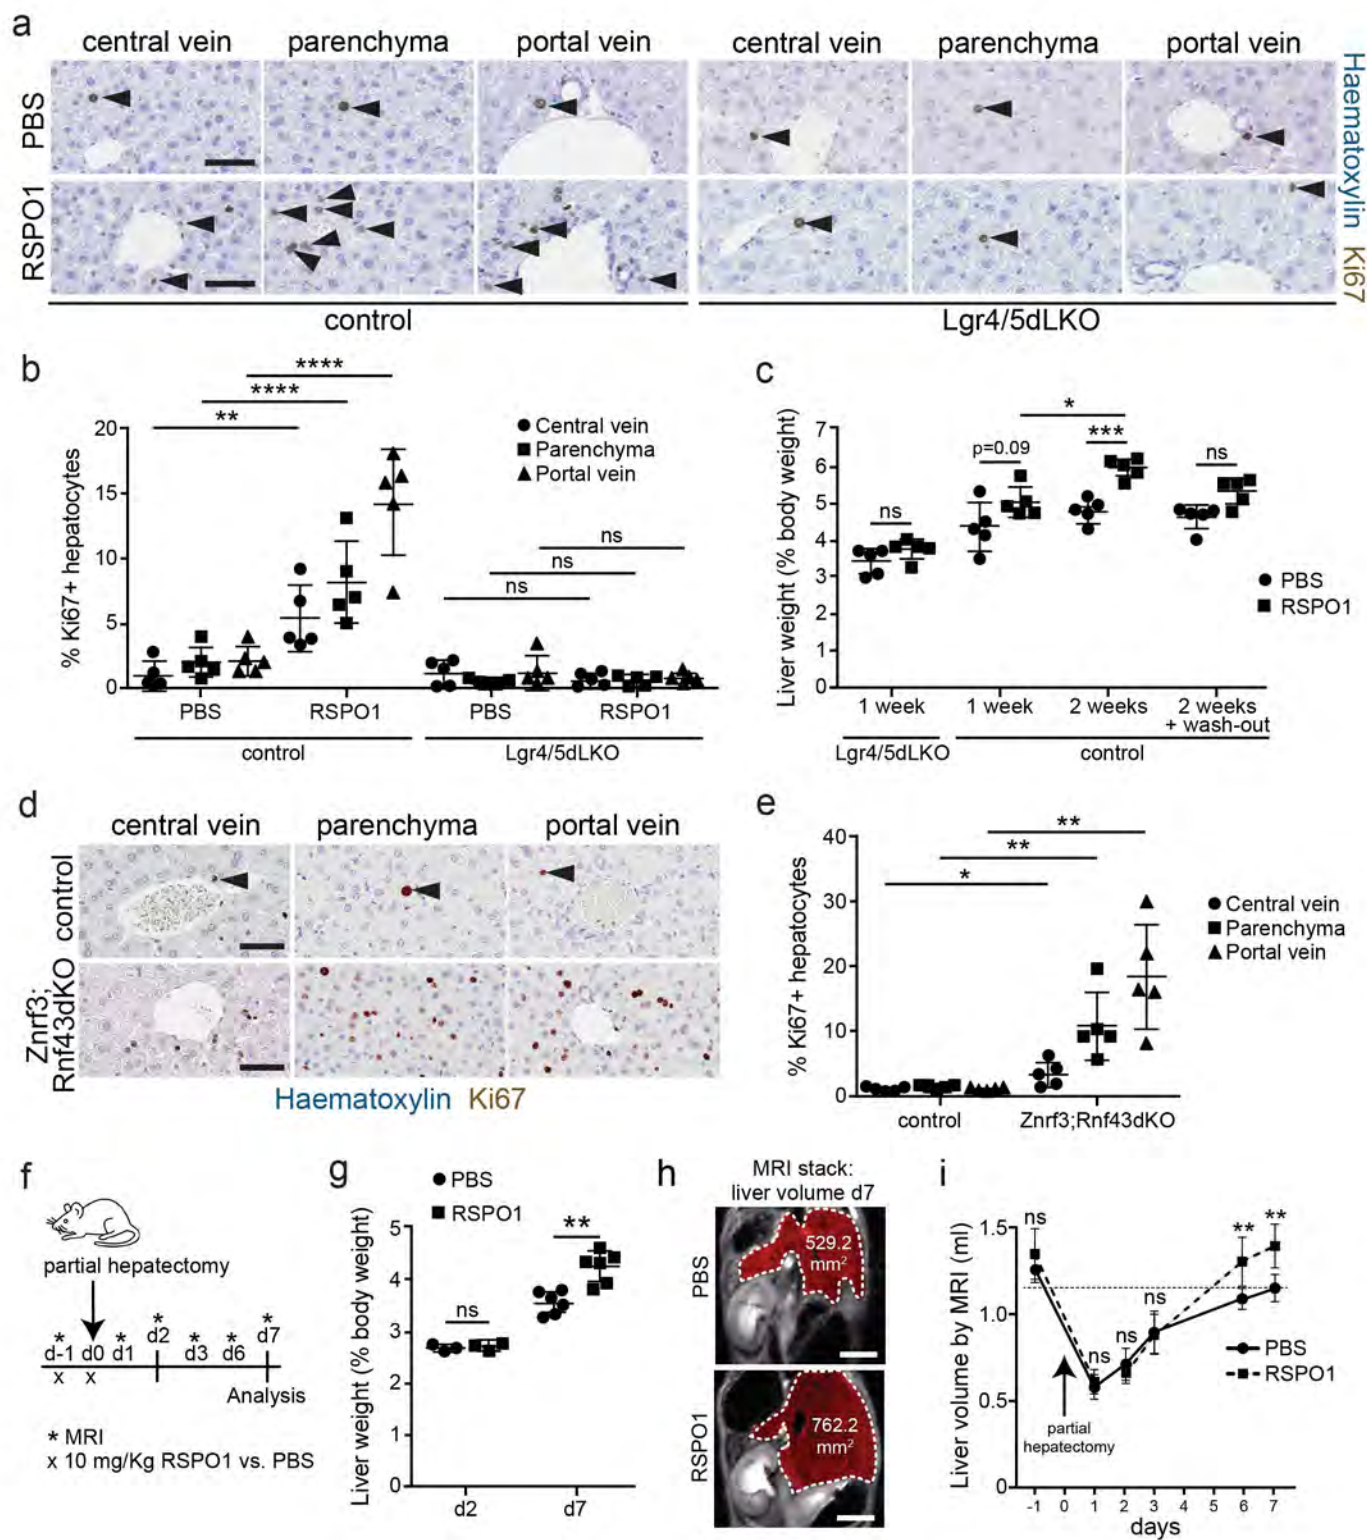 a
central vein parenchyma portal vein central vein parenchyma portal vein
PBS
RSPO1
Haematoxylin Ki67
control Lgr4/5dLKO
b
% Ki67+ hepatocytes
20
15
10
5
0
**
****
****
ns
ns
ns
Central vein
Parenchyma
Portal vein
PBS RSPO1 PBS RSPO1
control Lgr4/5dLKO
c
Liver weight (% body weight)
7
6
5
4
3
2
1
0
ns
p=0.09
*
***
ns
PBS
RSPO1
1 week 1 week 2 weeks 2 weeks
+ wash-out
Lgr4/5dLKO control
d
central vein parenchyma portal vein
control
Znrf3;
Rnf43dKO
Haematoxylin Ki67
e
% Ki67+ hepatocytes
40
30
20
10
0
**
**
*
Central vein
Parenchyma
Portal vein
control Znrf3;Rnf43dKO
f
partial hepatectomy
* * * * * *
d-1 d0 d1 d2 d3 d6 d7
x x
Analysis
* MRI
x 10 mg/Kg RSPO1 vs. PBS
g
PBS
RSPO1
Liver weight (% body weight)
5
4
3
2
1
0
ns
**
d2 d7
h
MRI stack:
liver volume d7
PBS
529.2
mm²
RSPO1
762.2
mm²
i
Liver volume by MRI (ml)
1.5
1.0
0.5
0
ns
ns
ns
ns
**
**
PBS
RSPO1
partial
hepatectomy
-1 0 1 2 3 4 5 6 7
days